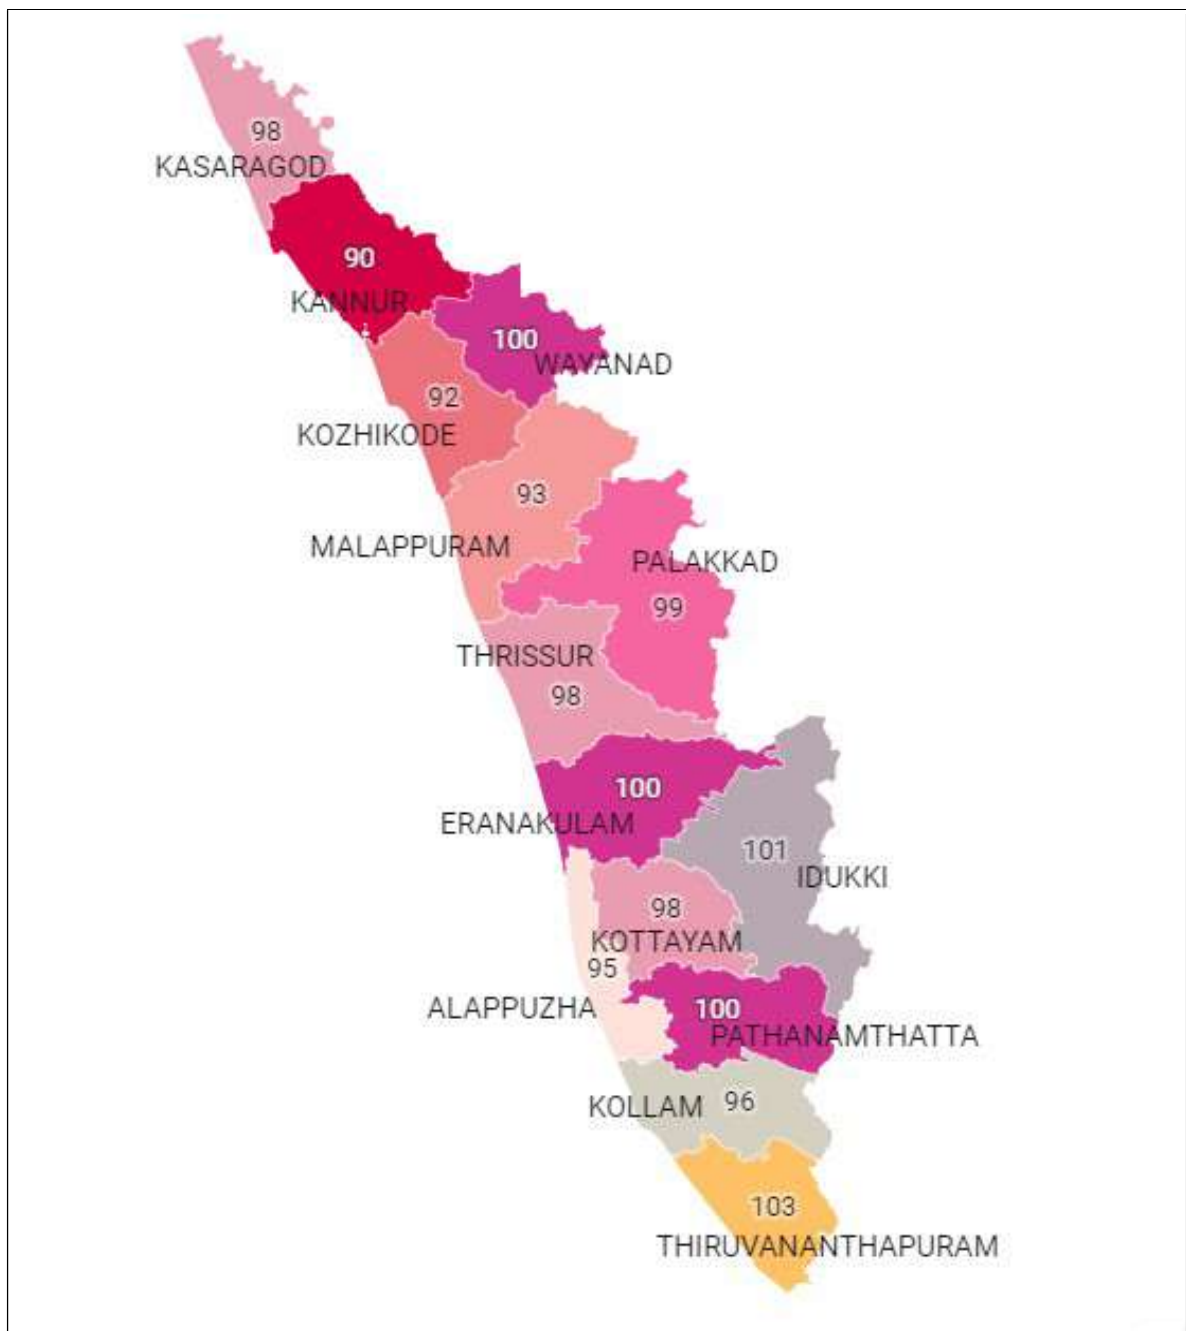 98
KASARAGOD
90
KANNUR
100
WAYANAD
92
KOZHIKODE
93
MALAPPURAM
PALAKKAD
99
THRISSUR
98
100
ERANAKULAM
101
IDUKKI
98
KOTTAYAM
95
ALAPPUZHA
100
PATHANAMTHATTA
KOLLAM 96
103
THIRUVANANTHAPURAM